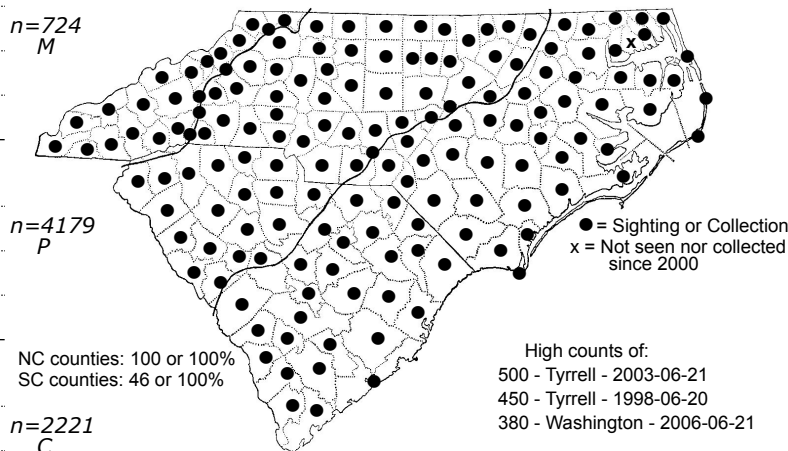 n=724
M
x
n=4179
P
● = Sighting or Collection
x = Not seen nor collected
since 2000
NC counties: 100 or 100%
SC counties: 46 or 100%
High counts of:
500 - Tyrrell - 2003-06-21
450 - Tyrrell - 1998-06-20
380 - Washington - 2006-06-21
n=2221
C